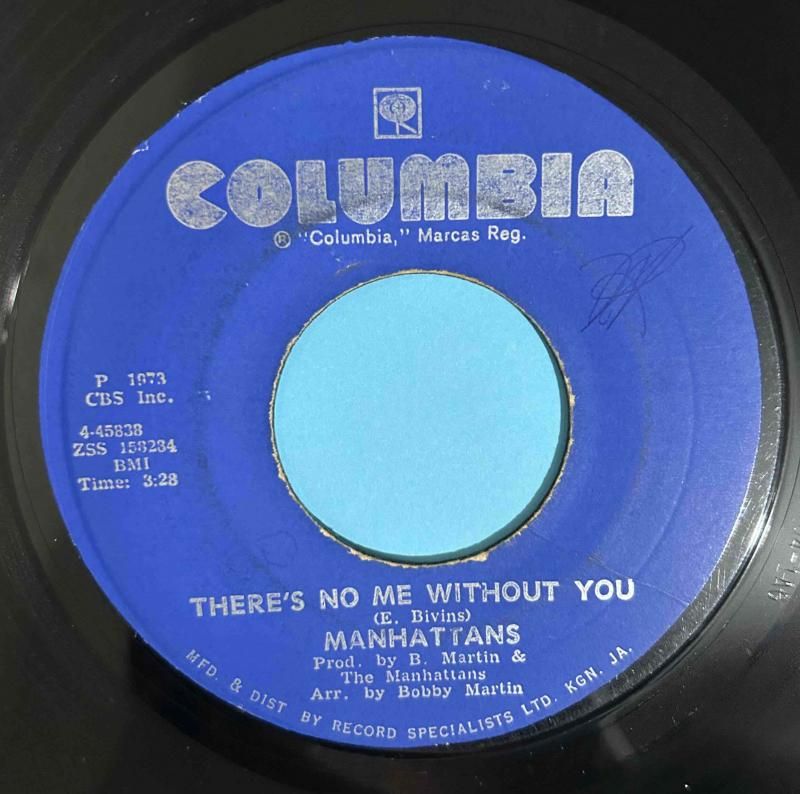 COLUMBIA
® "Columbia," Marcas Reg.
P 1973
CBS Inc.
4-45838
ZSS 158284
BMI
Time: 3:28
THERE'S NO ME WITHOUT YOU
(E. Bivins)
MANHATTANS
Prod. by B. Martin &
The Manhattans
Arr. by Bobby Martin
MFD. & DIST BY RECORD SPECIALISTS LTD. KGN. JA.